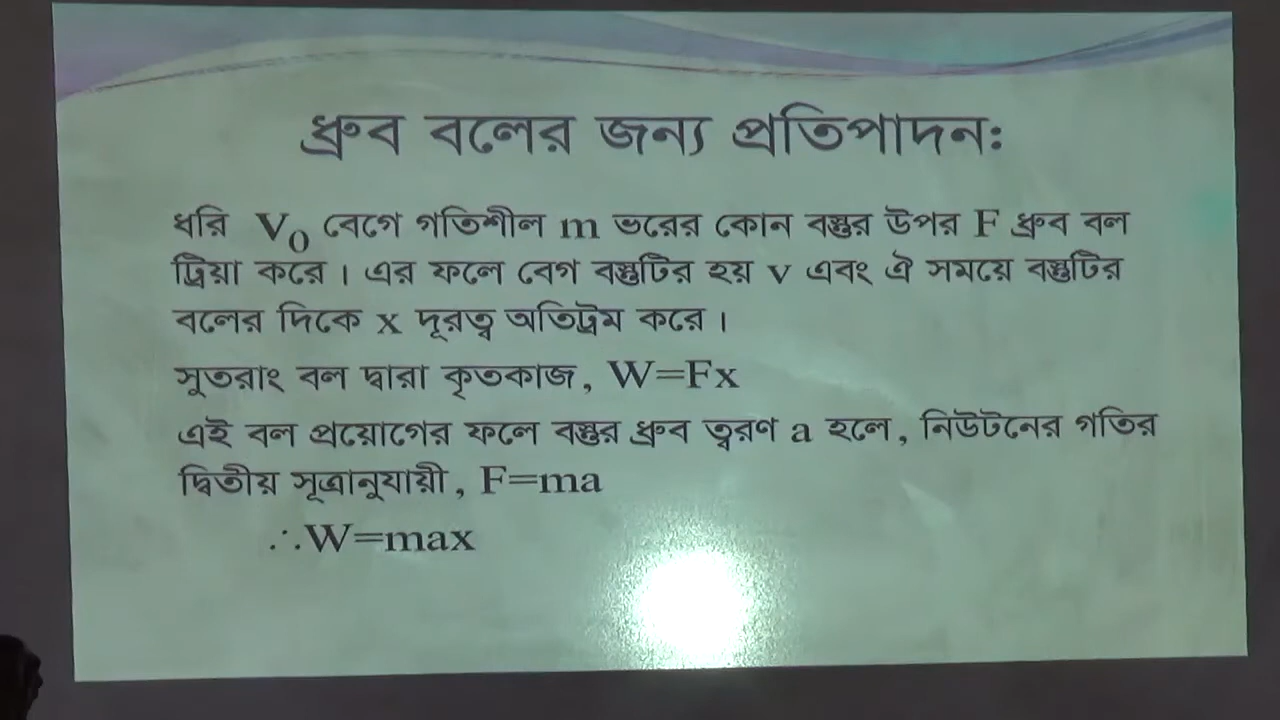 ধ্রুব বলের জন্য প্রতিপাদনঃ
ধরি V₀ বেগে গতিশীল m ভরের কোন বস্তুর উপর F ধ্রুব বল
ট্রিয়া করে। এর ফলে বেগ বস্তুটির হয় v এবং ঐ সময়ে বস্তুটির
বলের দিকে x দূরত্ব অতিট্রম করে।
সুতরাং বল দ্বারা কৃতকাজ, W=Fx
এই বল প্রয়োগের ফলে বস্তুর ধ্রুব ত্বরণ a হলে, নিউটনের গতির
দ্বিতীয় সূত্রানুযায়ী, F=ma
∴W=max